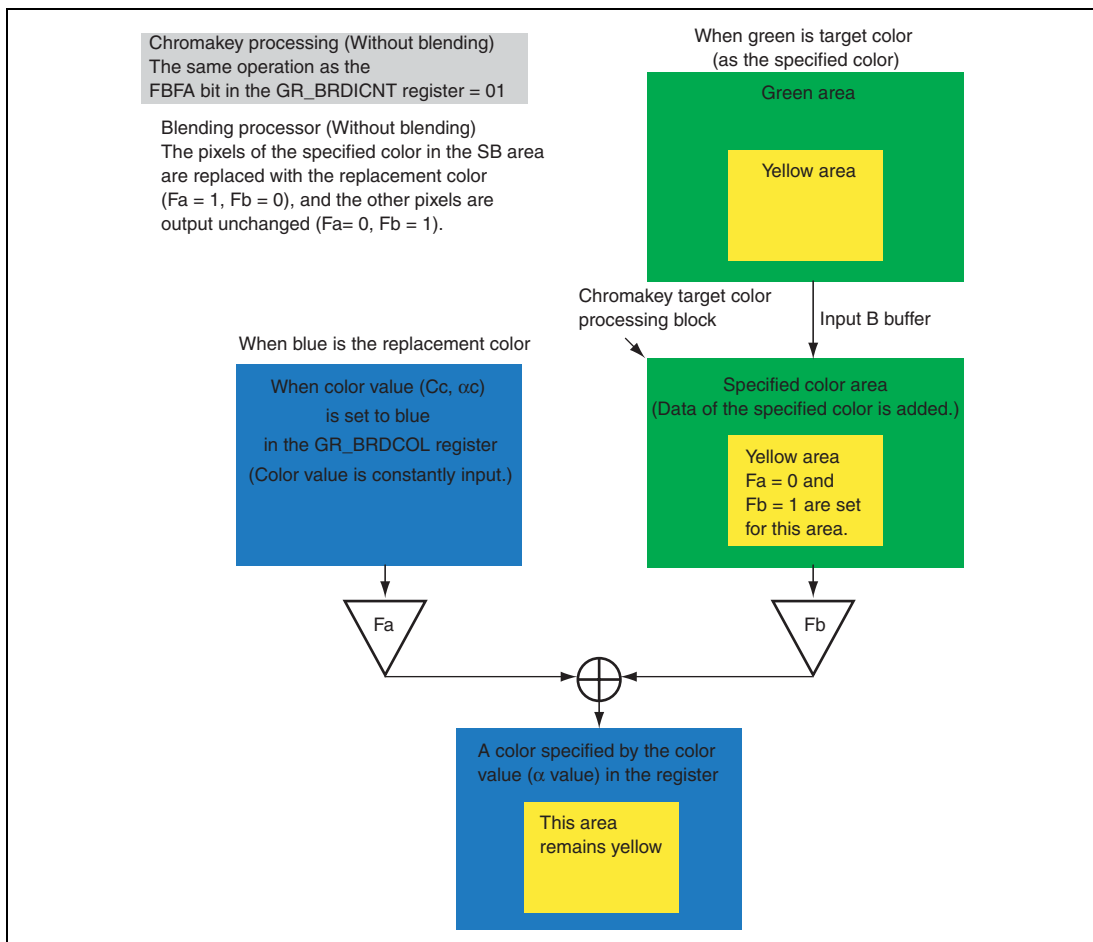 Chromakey processing (Without blending)
The same operation as the
FBFA bit in the GR_BRDICNT register = 01
Blending processor (Without blending)
The pixels of the specified color in the SB area
are replaced with the replacement color
(Fa = 1, Fb = 0), and the other pixels are
output unchanged (Fa= 0, Fb = 1).
When green is target color
(as the specified color)
Green area
Yellow area
Chromakey target color
processing block
Input B buffer
When blue is the replacement color
When color value (Cc, αc)
is set to blue
in the GR_BRDCOL register
(Color value is constantly input.)
Specified color area
(Data of the specified color is added.)
Yellow area
Fa = 0 and
Fb = 1 are set
for this area.
Fa
Fb
A color specified by the color
value (α value) in the register
This area
remains yellow